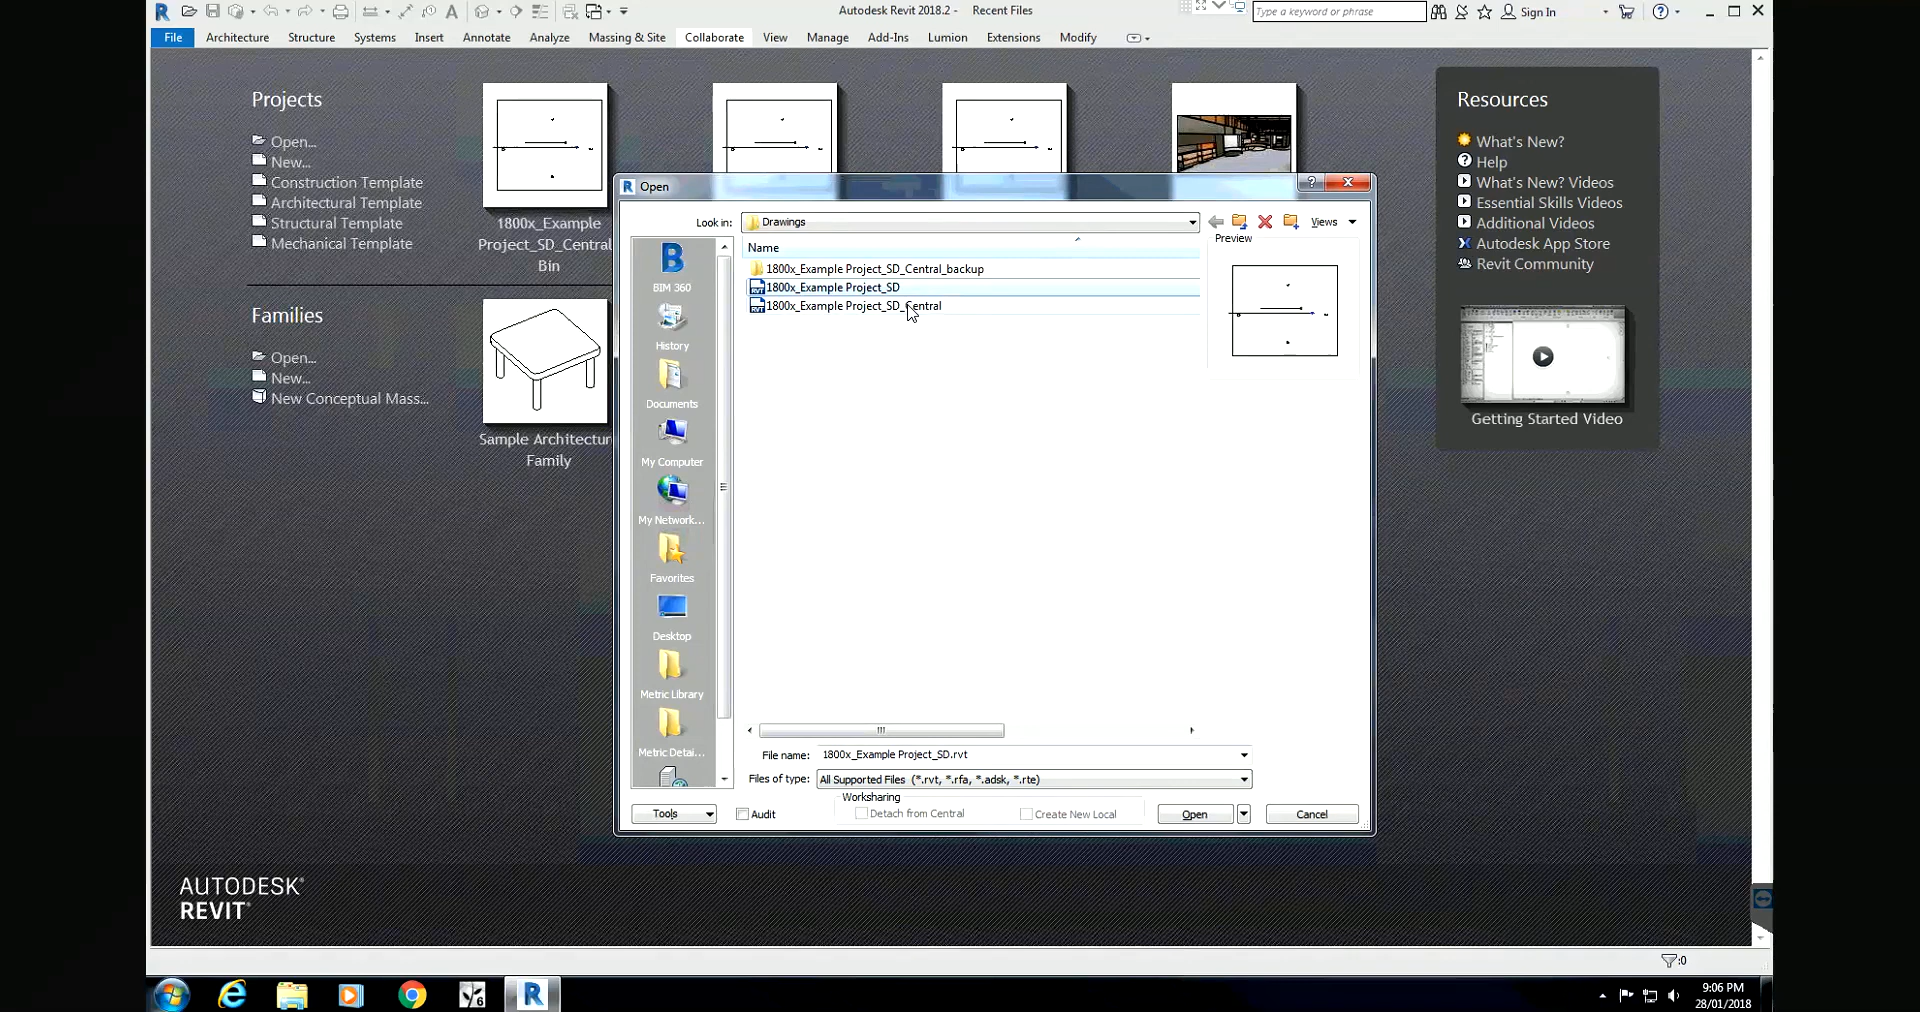 Autodesk Revit 2018.2 - Recent Files
Type a keyword or phrase
Sign In
File Architecture Structure Systems Insert Annotate Analyze Massing & Site Collaborate View Manage Add-Ins Lumion Extensions Modify
Projects
Open...
New...
Construction Template
Architectural Template
Structural Template
Mechanical Template
1800x_Example
Project_SD_Central
Bin
Families
Open...
New...
New Conceptual Mass...
Sample Architectur
Family
Open
Look in: Drawings
Views
Name
Preview
1800x_Example Project_SD_Central_backup
1800x_Example Project_SD
1800x_Example Project_SD_Central
BIM 360
History
Documents
My Computer
My Network...
Favorites
Desktop
Metric Library
Metric Detai...
File name: 1800x_Example Project_SD.rvt
Files of type: All Supported Files (*.rvt, *.rfa, *.adsk, *.rte)
Worksharing
Tools
Audit
Detach from Central
Create New Local
Open
Cancel
Resources
What's New?
Help
What's New? Videos
Essential Skills Videos
Additional Videos
Autodesk App Store
Revit Community
Getting Started Video
AUTODESK®
REVIT®
:0
9:06 PM
28/01/2018